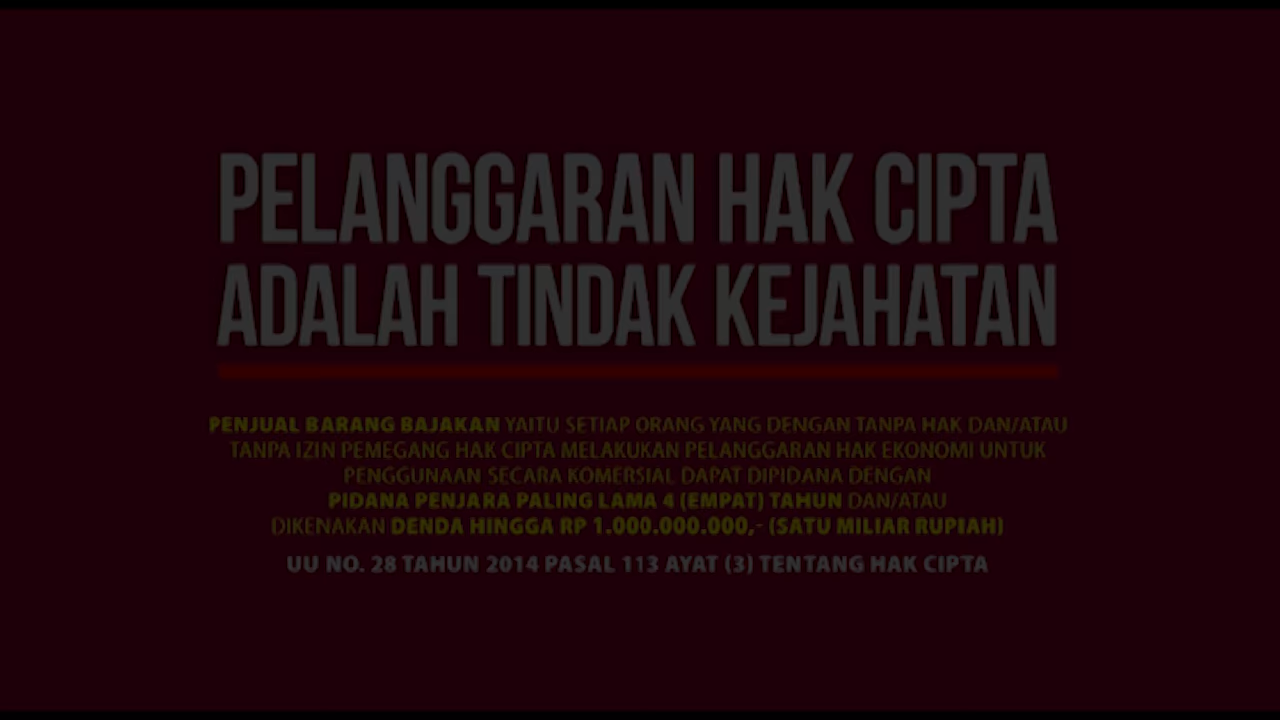 PELANGGARAN HAK CIPTA
ADALAH TINDAK KEJAHATAN
PENJUAL BARANG BAJAKAN YAITU SETIAP ORANG YANG DENGAN TANPA HAK DAN/ATAU
TANPA IZIN PEMEGANG HAK CIPTA MELAKUKAN PELANGGARAN HAK EKONOMI UNTUK
PENGGUNAAN SECARA KOMERSIAL DAPAT DIPIDANA DENGAN
PIDANA PENJARA PALING LAMA 4 (EMPAT) TAHUN DAN/ATAU
DIKENAKAN DENDA HINGGA RP 1.000.000.000,- (SATU MILIAR RUPIAH)
UU NO. 28 TAHUN 2014 PASAL 113 AYAT (3) TENTANG HAK CIPTA